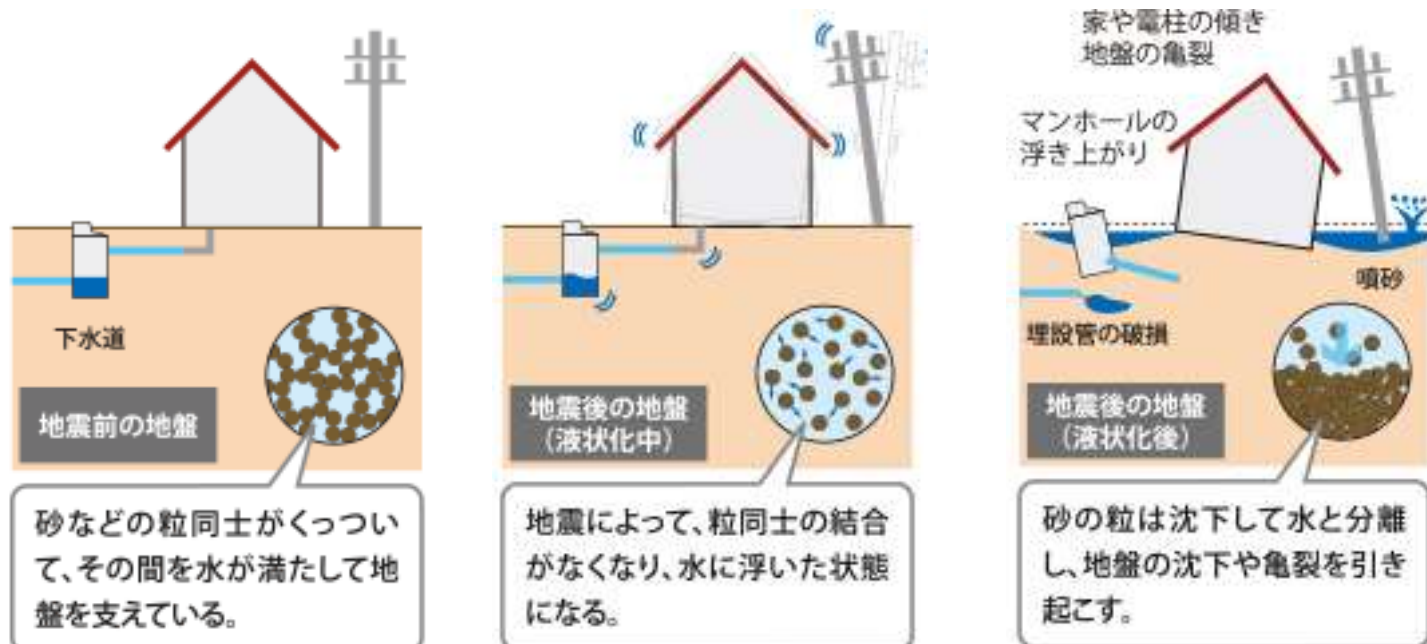 下水道
地震前の地盤
砂などの粒同士がくっつい
て、その間を水が満たして地
盤を支えている。
地震後の地盤
(液状化中)
地震によって、粒同士の結合
がなくなり、水に浮いた状態
になる。
家や電柱の傾き
地盤の亀裂
マンホールの
浮き上がり
噴砂
埋設管の破損
地震後の地盤
(液状化後)
砂の粒は沈下して水と分離
し、地盤の沈下や亀裂を引き
起こす。